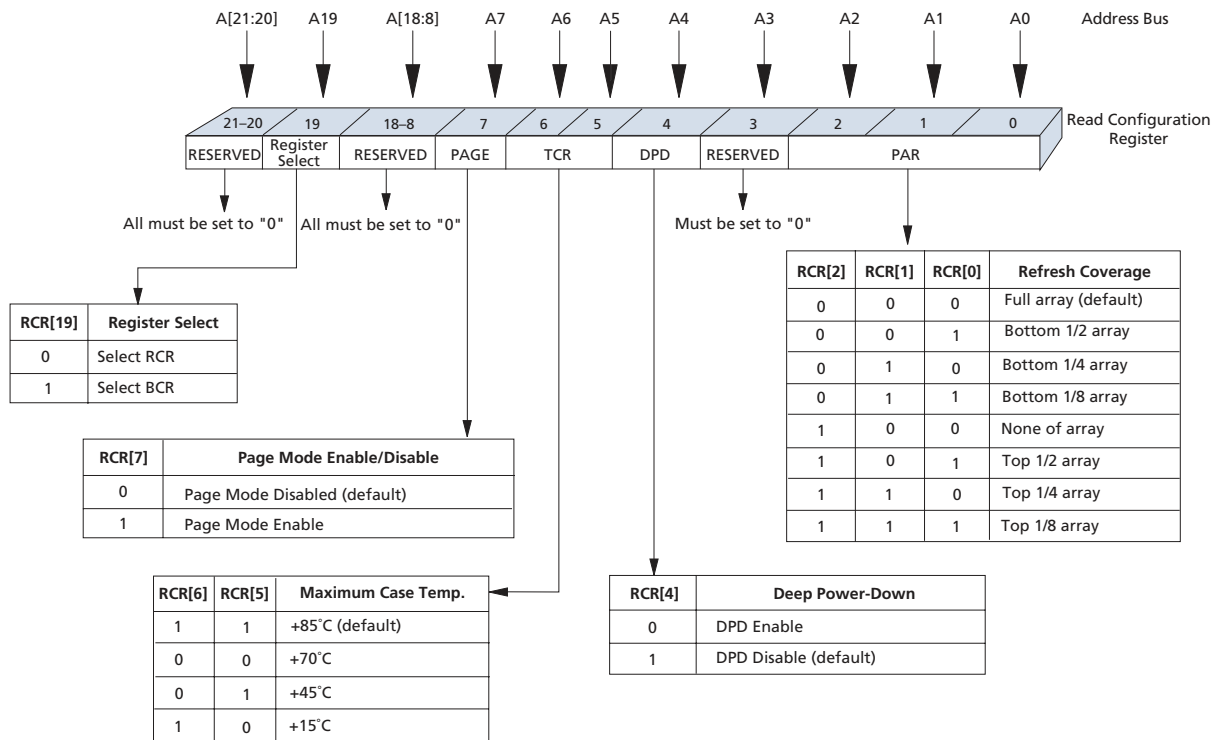 A[21:20] A19 A[18:8] A7 A6 A5 A4 A3 A2 A1 A0 Address Bus
21–20 19 18–8 7 6 5 4 3 2 1 0
Read Configuration
Register
RESERVED Register Select RESERVED PAGE TCR DPD RESERVED PAR
All must be set to "0" All must be set to "0" Must be set to "0"
RCR[19] Register Select
0 Select RCR
1 Select BCR
RCR[2] RCR[1] RCR[0] Refresh Coverage
0 0 0 Full array (default)
0 0 1 Bottom 1/2 array
0 1 0 Bottom 1/4 array
0 1 1 Bottom 1/8 array
1 0 0 None of array
1 0 1 Top 1/2 array
1 1 0 Top 1/4 array
1 1 1 Top 1/8 array
RCR[7] Page Mode Enable/Disable
0 Page Mode Disabled (default)
1 Page Mode Enable
RCR[6] RCR[5] Maximum Case Temp.
1 1 +85˚C (default)
0 0 +70˚C
0 1 +45˚C
1 0 +15˚C
RCR[4] Deep Power-Down
0 DPD Enable
1 DPD Disable (default)